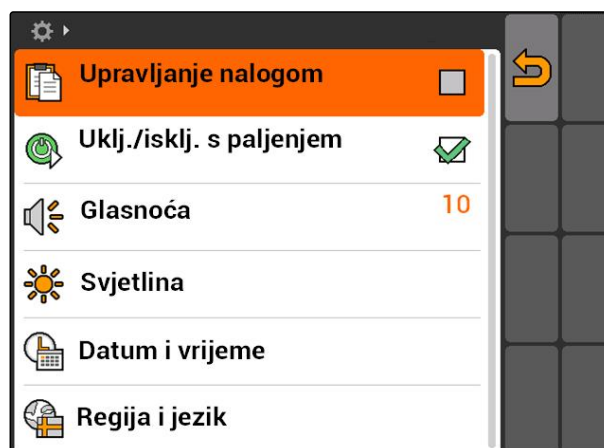 Upravljanje nalogom
Uklj./isklj. s paljenjem
Glasnoća 10
Svjetlina
Datum i vrijeme
Regija i jezik